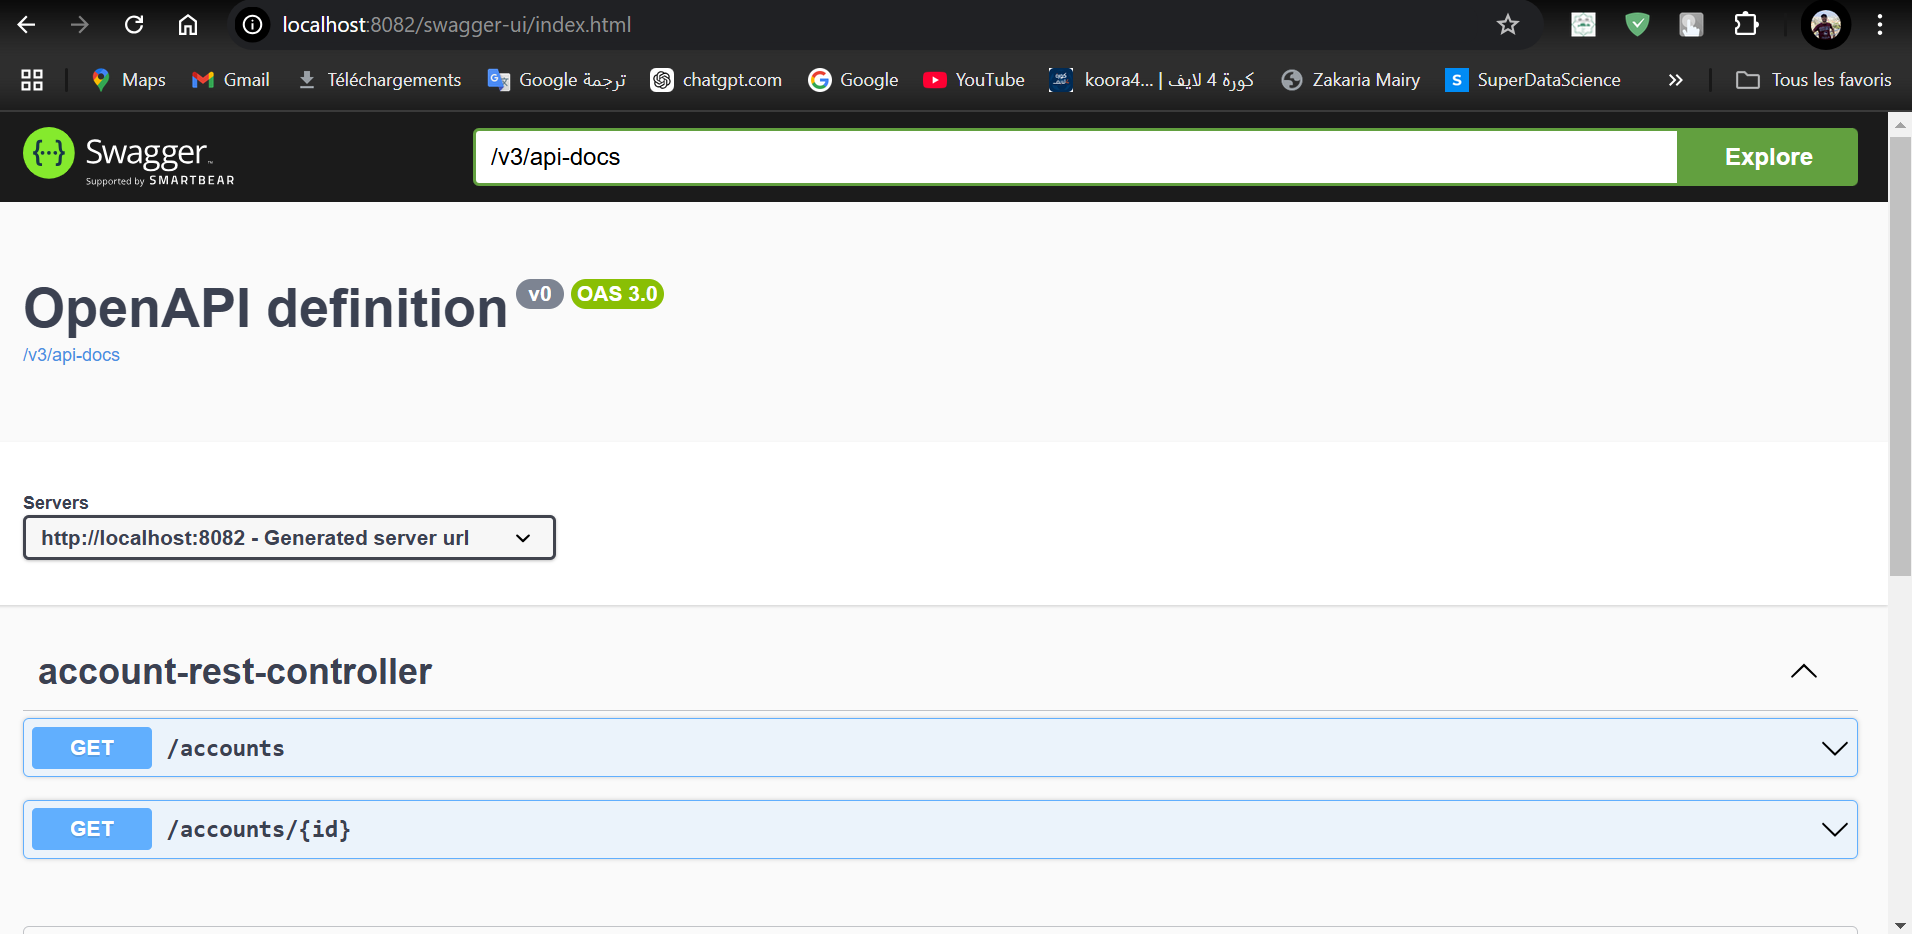 localhost:8082/swagger-ui/index.html
Maps
Gmail
Téléchargements
ترجمة Google
chatgpt.com
Google
YouTube
كورة 4 لايف | ...koora4
Zakaria Mairy
S SuperDataScience
Tous les favoris
Swagger
Supported by SMARTBEAR
/v3/api-docs
Explore
OpenAPI definition v0 OAS 3.0
/v3/api-docs
Servers
http://localhost:8082 - Generated server url
account-rest-controller
GET /accounts
GET /accounts/{id}